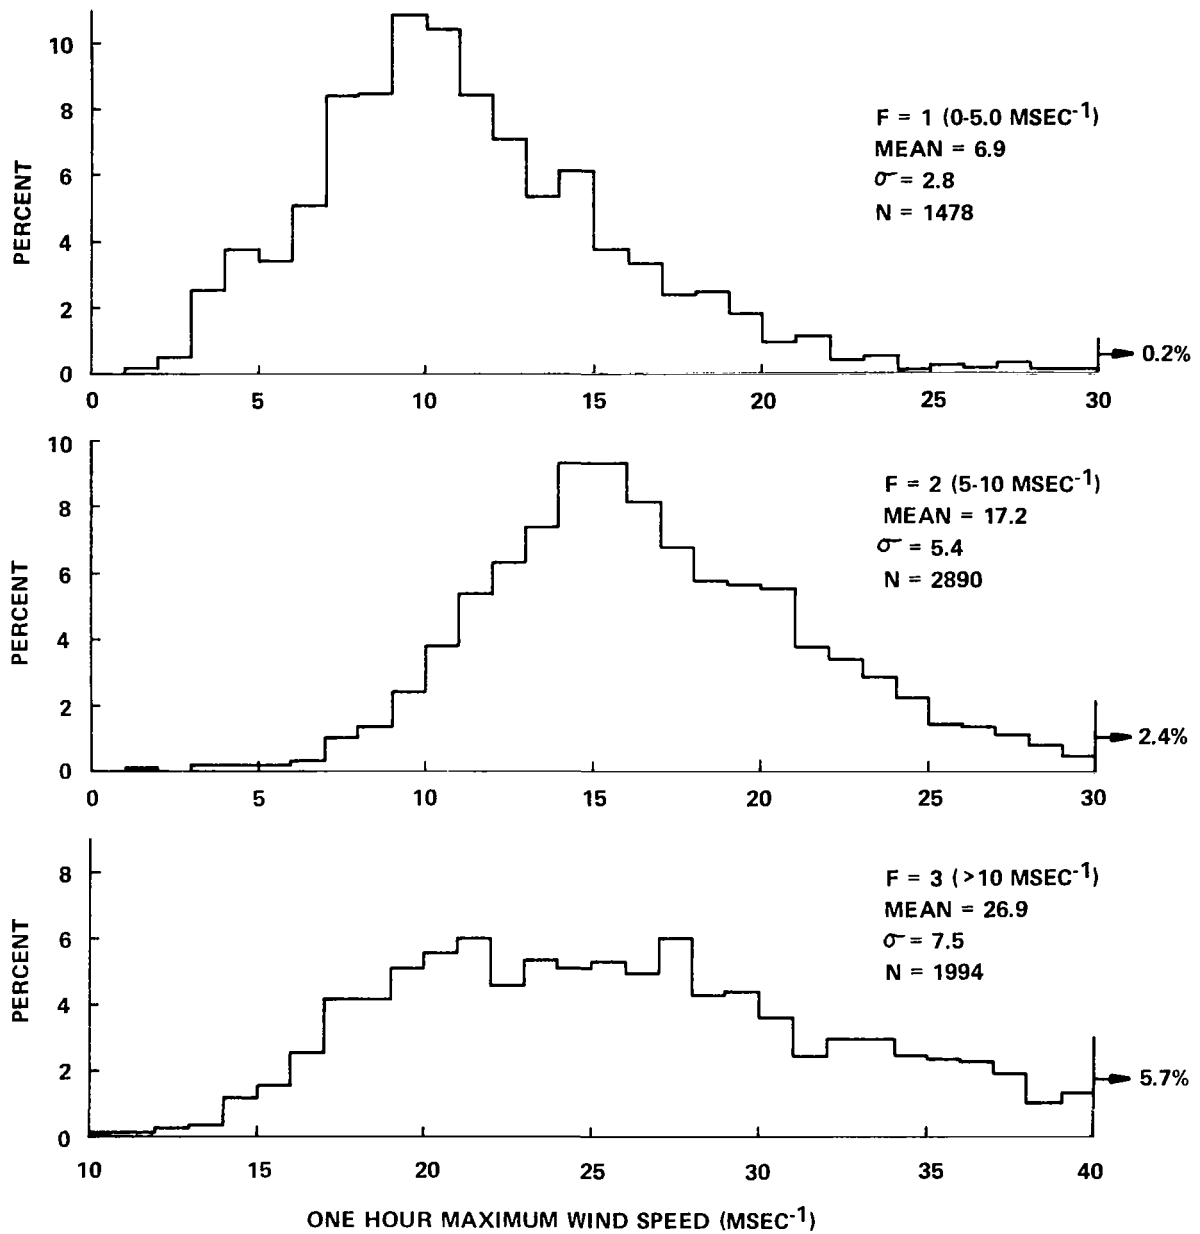 10
8
6
4
2
0
PERCENT
F = 1 (0-5.0 MSEC⁻¹)
MEAN = 6.9
σ = 2.8
N = 1478
0.2%
0 5 10 15 20 25 30
10
8
6
4
2
0
PERCENT
F = 2 (5-10 MSEC⁻¹)
MEAN = 17.2
σ = 5.4
N = 2890
2.4%
0 5 10 15 20 25 30
8
6
4
2
0
PERCENT
F = 3 (>10 MSEC⁻¹)
MEAN = 26.9
σ = 7.5
N = 1994
5.7%
10 15 20 25 30 35 40
ONE HOUR MAXIMUM WIND SPEED (MSEC⁻¹)